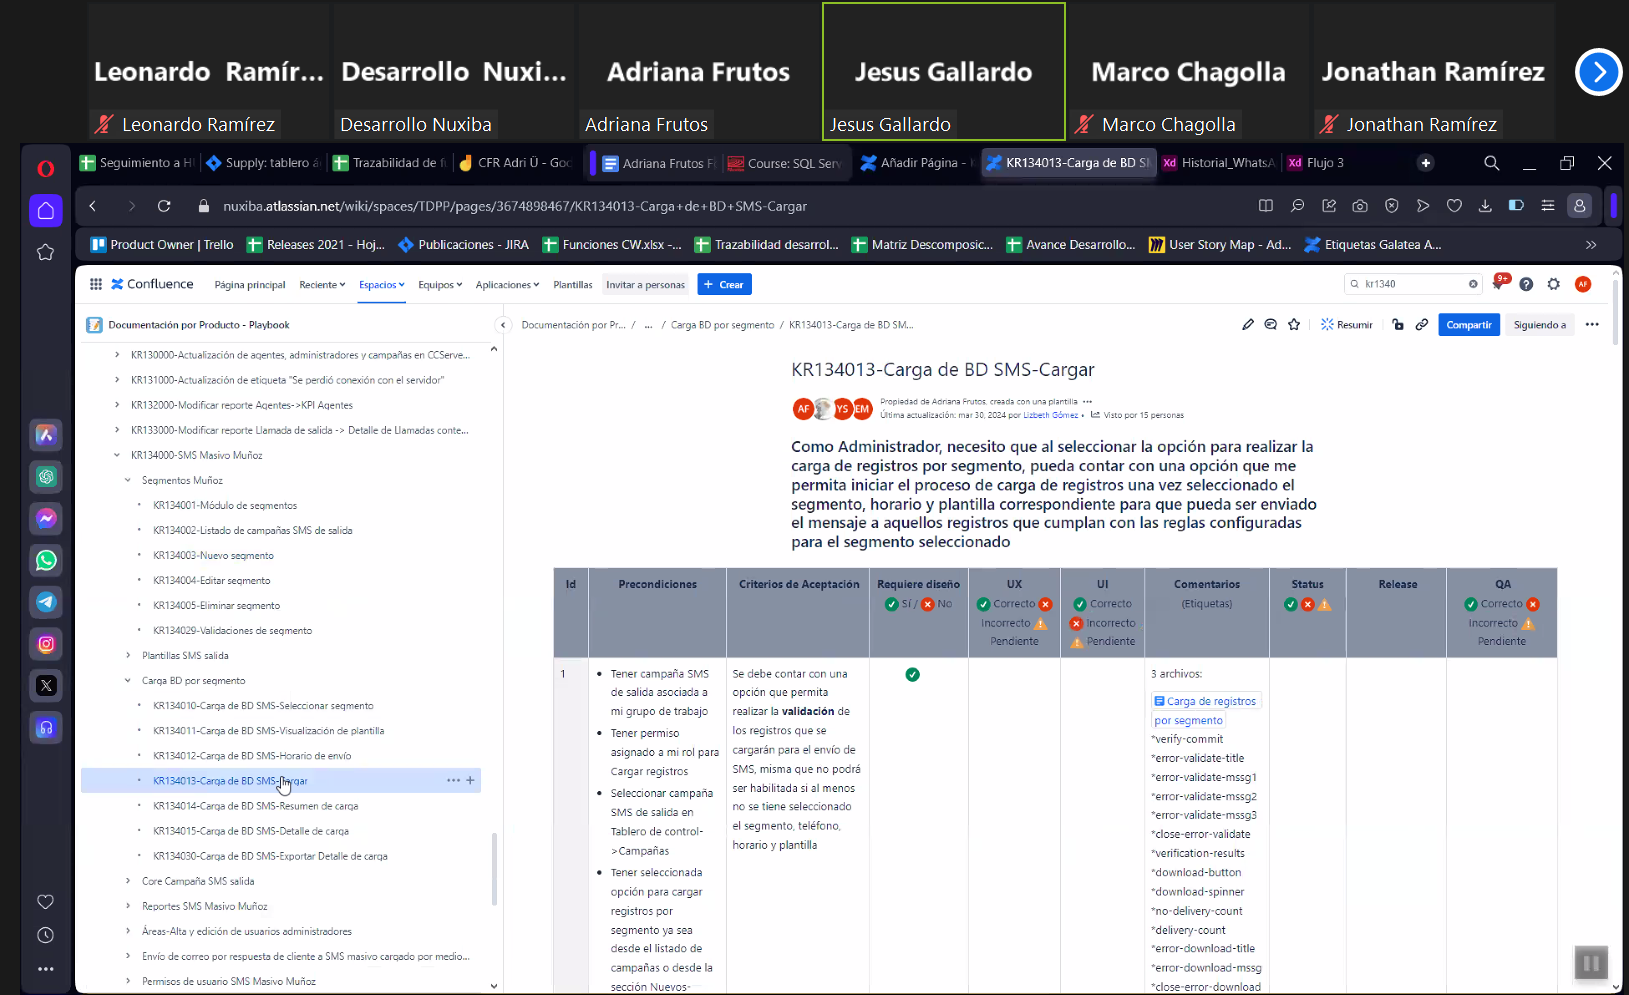 Leonardo Ramír...
Desarrollo Nuxi...
Adriana Frutos
Jesus Gallardo
Marco Chagolla
Jonathan Ramírez
Leonardo Ramírez
Desarrollo Nuxiba
Adriana Frutos
Jesus Gallardo
Marco Chagolla
Jonathan Ramírez
Seguimiento a H
Supply: tablero á
Trazabilidad de f
CFR Adri Ü - Goo
Adriana Frutos F
Course: SQL Serv
Añadir Página -
KR134013-Carga de BD S
Historial_WhatsA
Flujo 3
nuxiba.atlassian.net/wiki/spaces/TDPP/pages/3674898467/KR134013-Carga+de+BD+SMS-Cargar
Product Owner | Trello
Releases 2021 - Hoj...
Publicaciones - JIRA
Funciones CW.xlsx -...
Trazabilidad desarrol...
Matriz Descomposic...
Avance Desarrollo...
User Story Map - Ad...
Etiquetas Galatea A...
Confluence
Página principal
Reciente
Espacios
Equipos
Aplicaciones
Plantillas
Invitar a personas
+ Crear
kr1340
9+
AF
Documentación por Producto - Playbook
KR130000-Actualización de agentes, administradores y campañas en CCServe...
KR131000-Actualización de etiqueta "Se perdió conexión con el servidor"
KR132000-Modificar reporte Agentes->KPI Agentes
KR133000-Modificar reporte Llamada de salida -> Detalle de Llamadas conte...
KR134000-SMS Masivo Muñoz
Segmentos Muñoz
KR134001-Módulo de segmentos
KR134002-Listado de campañas SMS de salida
KR134003-Nuevo segmento
KR134004-Editar segmento
KR134005-Eliminar segmento
KR134029-Validaciones de segmento
Plantillas SMS salida
Carga BD por segmento
KR134010-Carga de BD SMS-Seleccionar segmento
KR134011-Carga de BD SMS-Visualización de plantilla
KR134012-Carga de BD SMS-Horario de envío
KR134013-Carga de BD SMS-Cargar
KR134014-Carga de BD SMS-Resumen de carga
KR134015-Carga de BD SMS-Detalle de carga
KR134030-Carga de BD SMS-Exportar Detalle de carga
Core Campaña SMS salida
Reportes SMS Masivo Muñoz
Áreas-Alta y edición de usuarios administradores
Envío de correo por respuesta de cliente a SMS masivo cargado por medio...
Permisos de usuario SMS Masivo Muñoz
Documentación por Pr... / ... / Carga BD por segmento / KR134013-Carga de BD SM...
Resumir
Compartir
Siguiendo a
KR134013-Carga de BD SMS-Cargar
AF YS EM
Propiedad de Adriana Frutos, creada con una plantilla
Última actualización: mar 30, 2024 por Lizbeth Gómez • Visto por 15 personas
Como Administrador, necesito que al seleccionar la opción para realizar la
carga de registros por segmento, pueda contar con una opción que me
permita iniciar el proceso de carga de registros una vez seleccionado el
segmento, horario y plantilla correspondiente para que pueda ser enviado
el mensaje a aquellos registros que cumplan con las reglas configuradas
para el segmento seleccionado
Id
Precondiciones
Criterios de Aceptación
Requiere diseño
Sí / No
UX
Correcto
Incorrecto
Pendiente
UI
Correcto
Incorrecto
Pendiente
Comentarios
(Etiquetas)
Status
Release
QA
Correcto
Incorrecto
Pendiente
1
Tener campaña SMS
de salida asociada a
mi grupo de trabajo
Tener permiso
asignado a mi rol para
Cargar registros
Seleccionar campaña
SMS de salida en
Tablero de control-
>Campañas
Tener seleccionada
opción para cargar
registros por
segmento ya sea
desde el listado de
campañas o desde la
sección Nuevos-
Se debe contar con una
opción que permita
realizar la validación de
los registros que se
cargarán para el envío de
SMS, misma que no podrá
ser habilitada si al menos
no se tiene seleccionado
el segmento, teléfono,
horario y plantilla
3 archivos:
Carga de registros
por segmento
*verify-commit
*error-validate-title
*error-validate-mssg1
*error-validate-mssg2
*error-validate-mssg3
*close-error-validate
*verification-results
*download-button
*download-spinner
*no-delivery-count
*delivery-count
*error-download-title
*error-download-mssg
*close-error-download